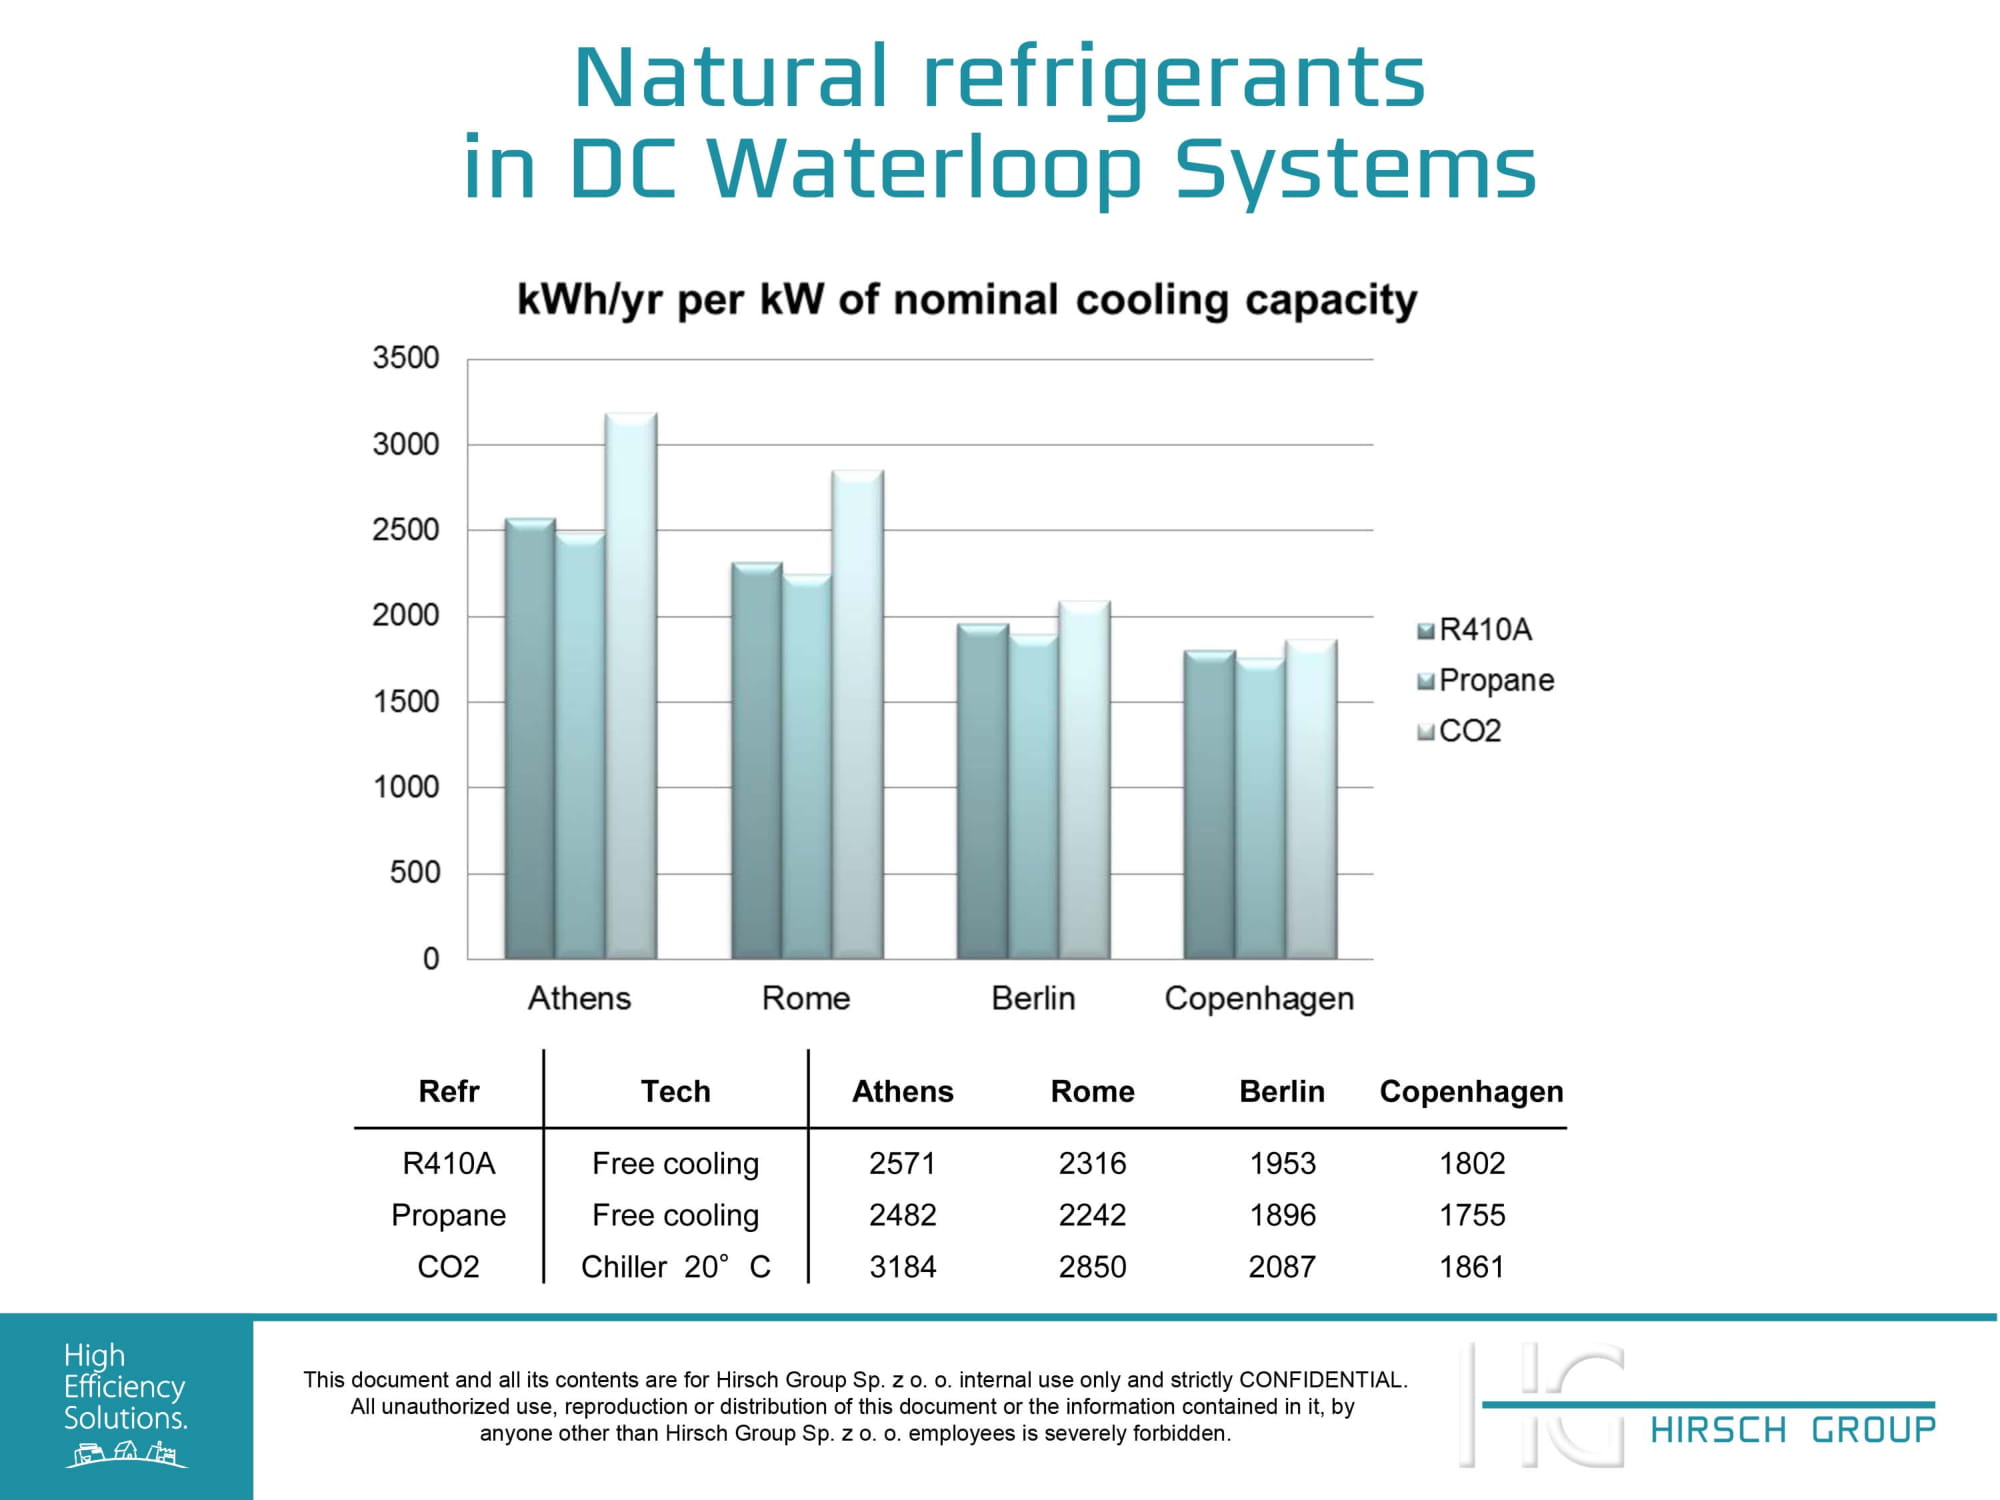 Natural refrigerants
in DC Waterloop Systems
kWh/yr per kW of nominal cooling capacity
3500
3000
2500
2000
1500
1000
500
0
R410A
Propane
CO2
Athens Rome Berlin Copenhagen
Refr Tech Athens Rome Berlin Copenhagen
R410A Free cooling 2571 2316 1953 1802
Propane Free cooling 2482 2242 1896 1755
CO2 Chiller 20° C 3184 2850 2087 1861
High
Efficiency
Solutions.
This document and all its contents are for Hirsch Group Sp. z o. o. internal use only and strictly CONFIDENTIAL.
All unauthorized use, reproduction or distribution of this document or the information contained in it, by
anyone other than Hirsch Group Sp. z o. o. employees is severely forbidden.
HG
HIRSCH GROUP